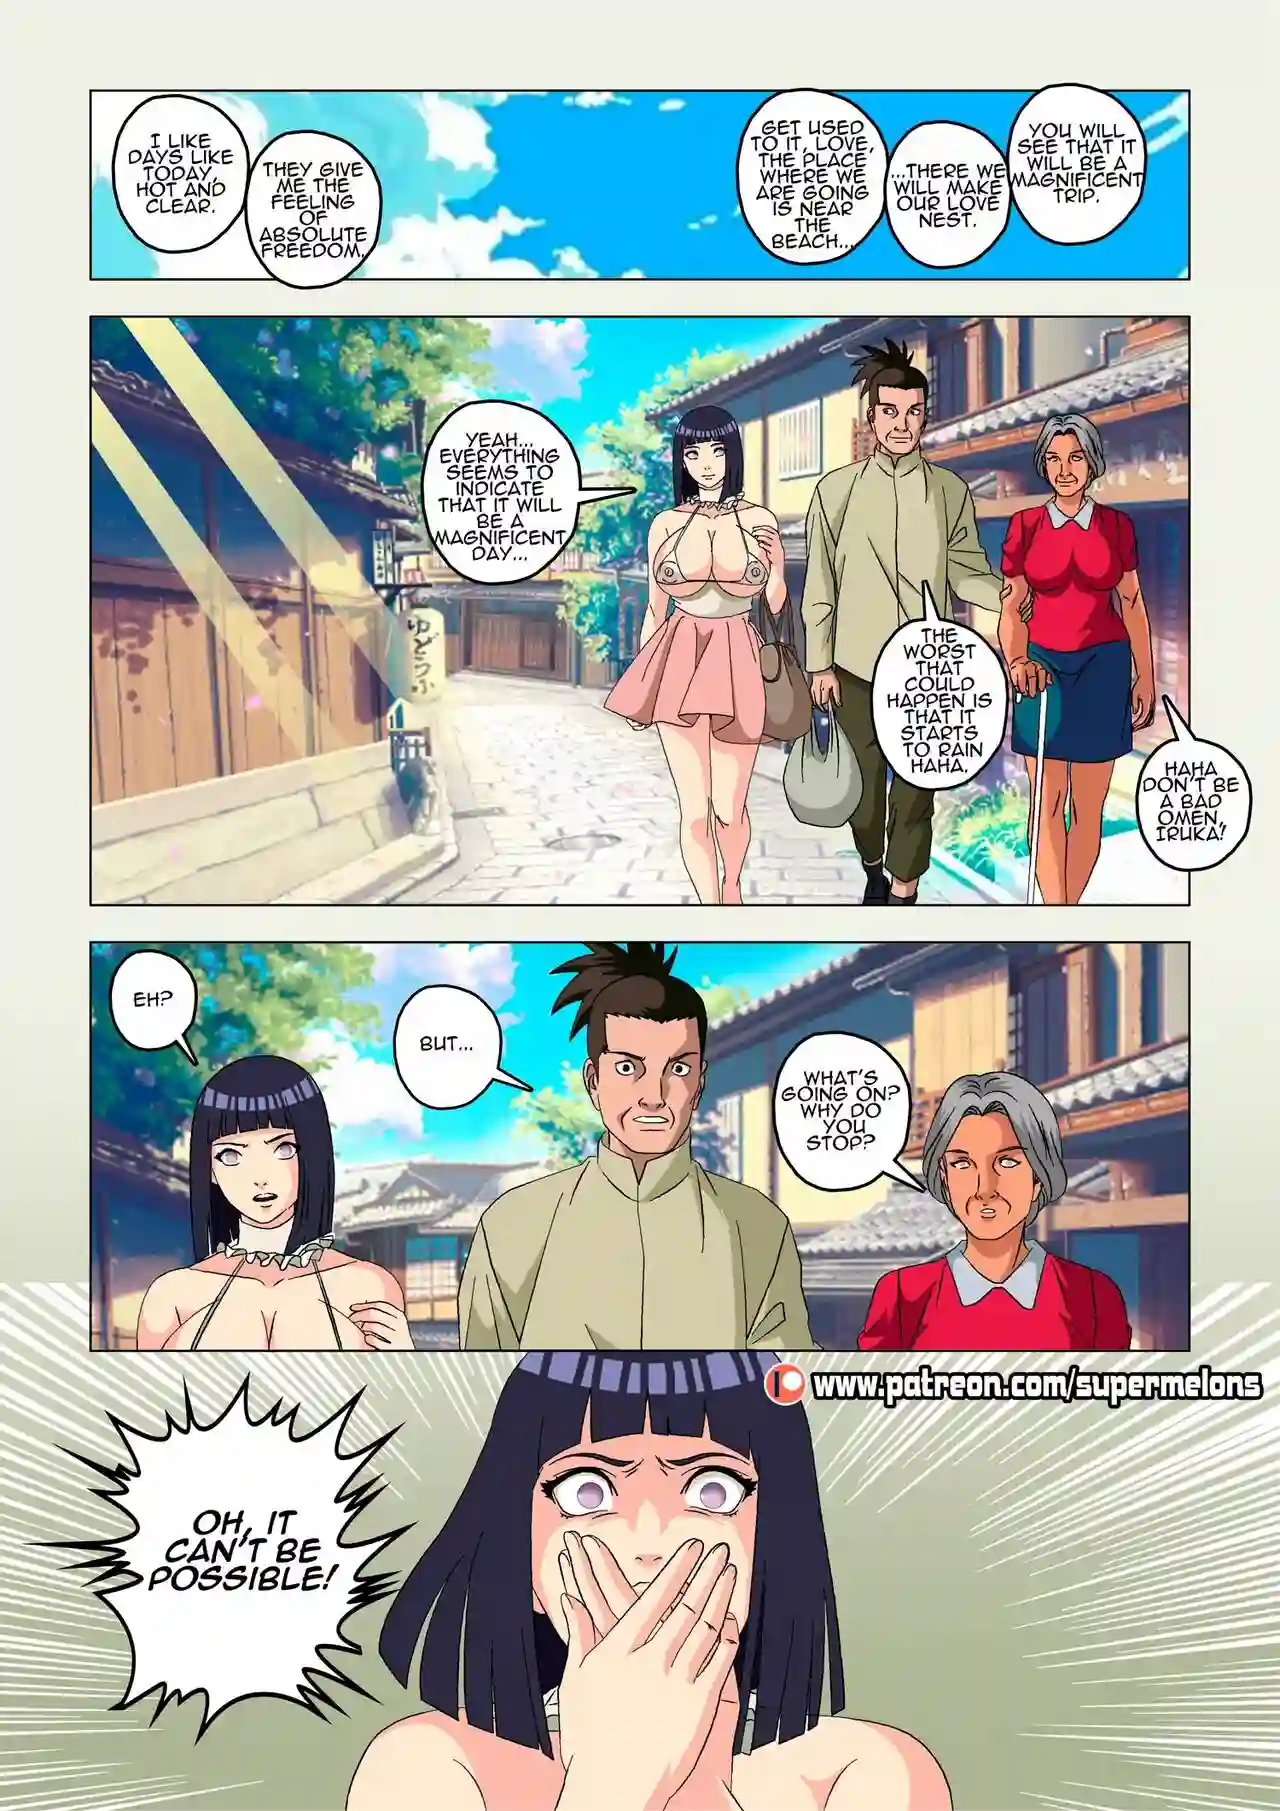 I LIKE
DAYS LIKE
TODAY,
HOT AND
CLEAR.
THEY GIVE
ME THE
FEELING
OF
ABSOLUTE
FREEDOM.
GET USED
TO IT, LOVE,
THE PLACE
WHERE WE
ARE GOING
IS NEAR
THE
BEACH...
...THERE WE
WILL MAKE
OUR LOVE
NEST.
YOU WILL
SEE THAT IT
WILL BE A
MAGNIFICENT
TRIP.
YEAH...
EVERYTHING
SEEMS TO
INDICATE
THAT IT WILL
BE A
MAGNIFICENT
DAY...
ゆどうふ
THE
WORST
THAT
COULD
HAPPEN IS
THAT IT
STARTS
TO RAIN
HAHA.
HAHA
DON'T BE
A BAD
OMEN,
IRUKA!
EH?
BUT...
WHAT'S
GOING ON?
WHY DO
YOU
STOP?
www.patreon.com/supermelons
OH, IT
CAN'T BE
POSSIBLE!